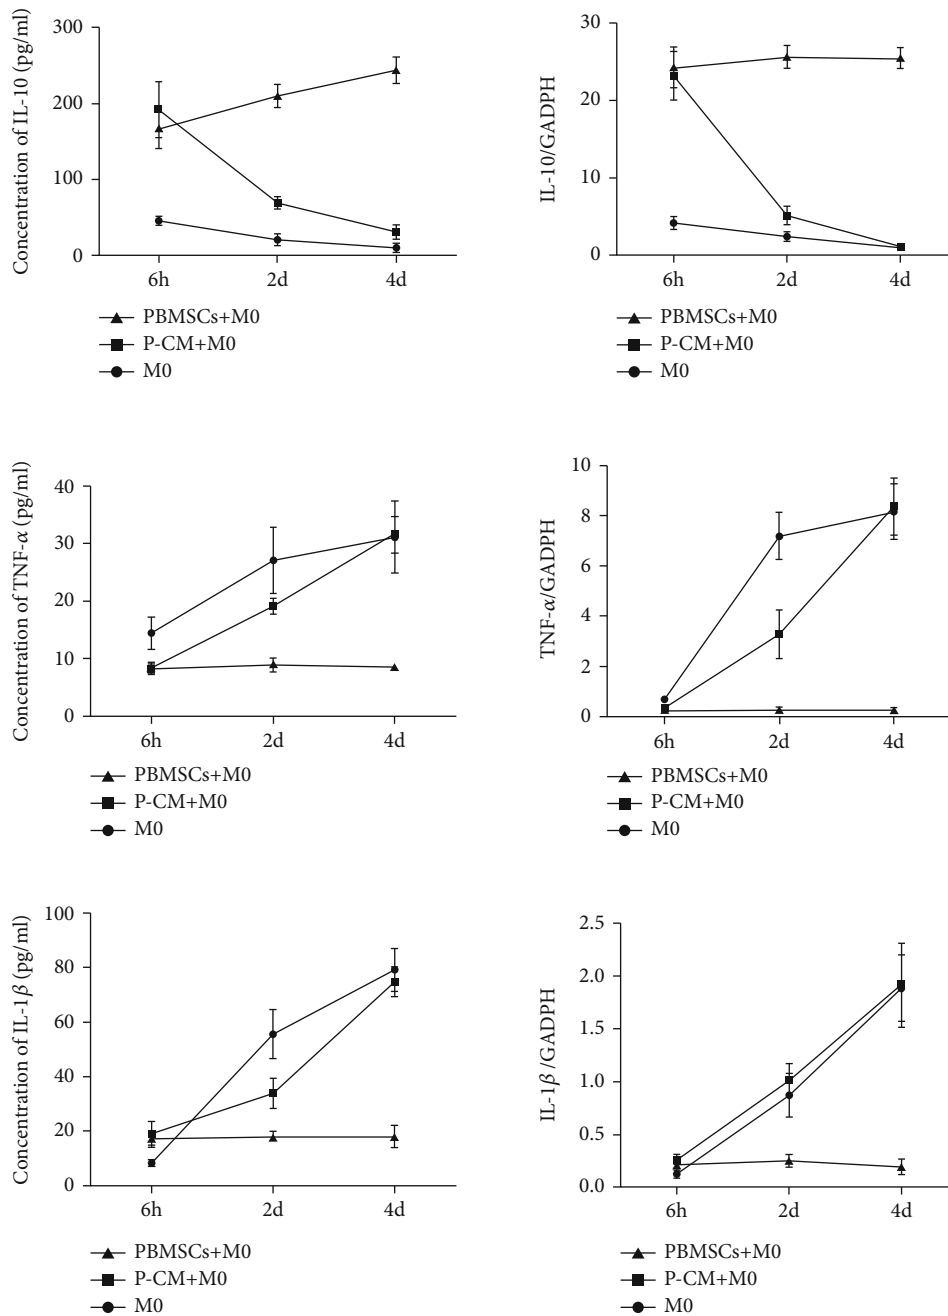 Concentration of IL-10 (pg/ml)
300
200
100
0
6h 2d 4d
PBMSCs+M0
P-CM+M0
M0
IL-10/GADPH
30
20
10
0
6h 2d 4d
PBMSCs+M0
P-CM+M0
M0
Concentration of TNF-α (pg/ml)
40
30
20
10
0
6h 2d 4d
PBMSCs+M0
P-CM+M0
M0
TNF-α/GADPH
10
8
6
4
2
0
6h 2d 4d
PBMSCs+M0
P-CM+M0
M0
Concentration of IL-1β (pg/ml)
100
80
60
40
20
0
6h 2d 4d
PBMSCs+M0
P-CM+M0
M0
IL-1β/GADPH
2.5
2.0
1.5
1.0
0.5
0.0
6h 2d 4d
PBMSCs+M0
P-CM+M0
M0